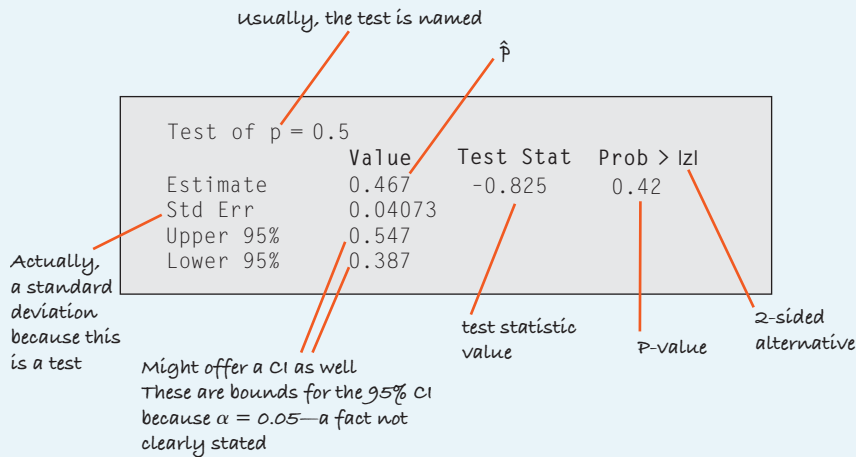 Usually, the test is named
p̂
Test of p = 0.5
Value Test Stat Prob > |z|
Estimate 0.467 -0.825 0.42
Std Err 0.04073
Upper 95% 0.547
Lower 95% 0.387
Actually,
a standard
deviation
because this
is a test
Might offer a CI as well
These are bounds for the 95% CI
because α = 0.05—a fact not
clearly stated
test statistic
value
P-value
2-sided
alternative